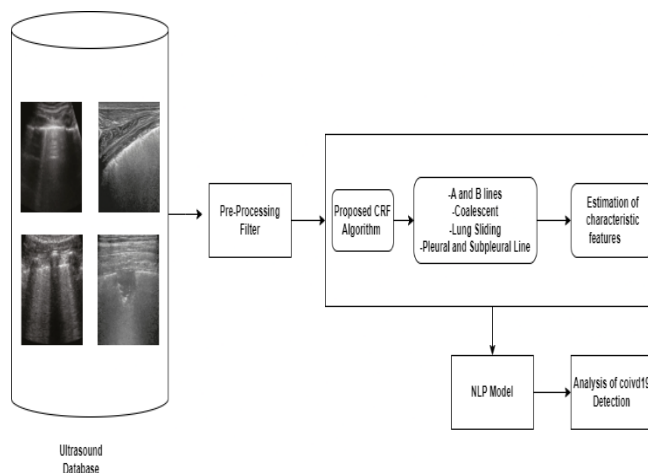 Ultrasound
Database
Pre-Processing
Filter
Proposed CRF
Algorithm
-A and B lines
-Coalescent
-Lung Sliding
-Pleural and Subpleural Line
Estimation of
characteristic
features
NLP Model
Analysis of coivd19
Detection